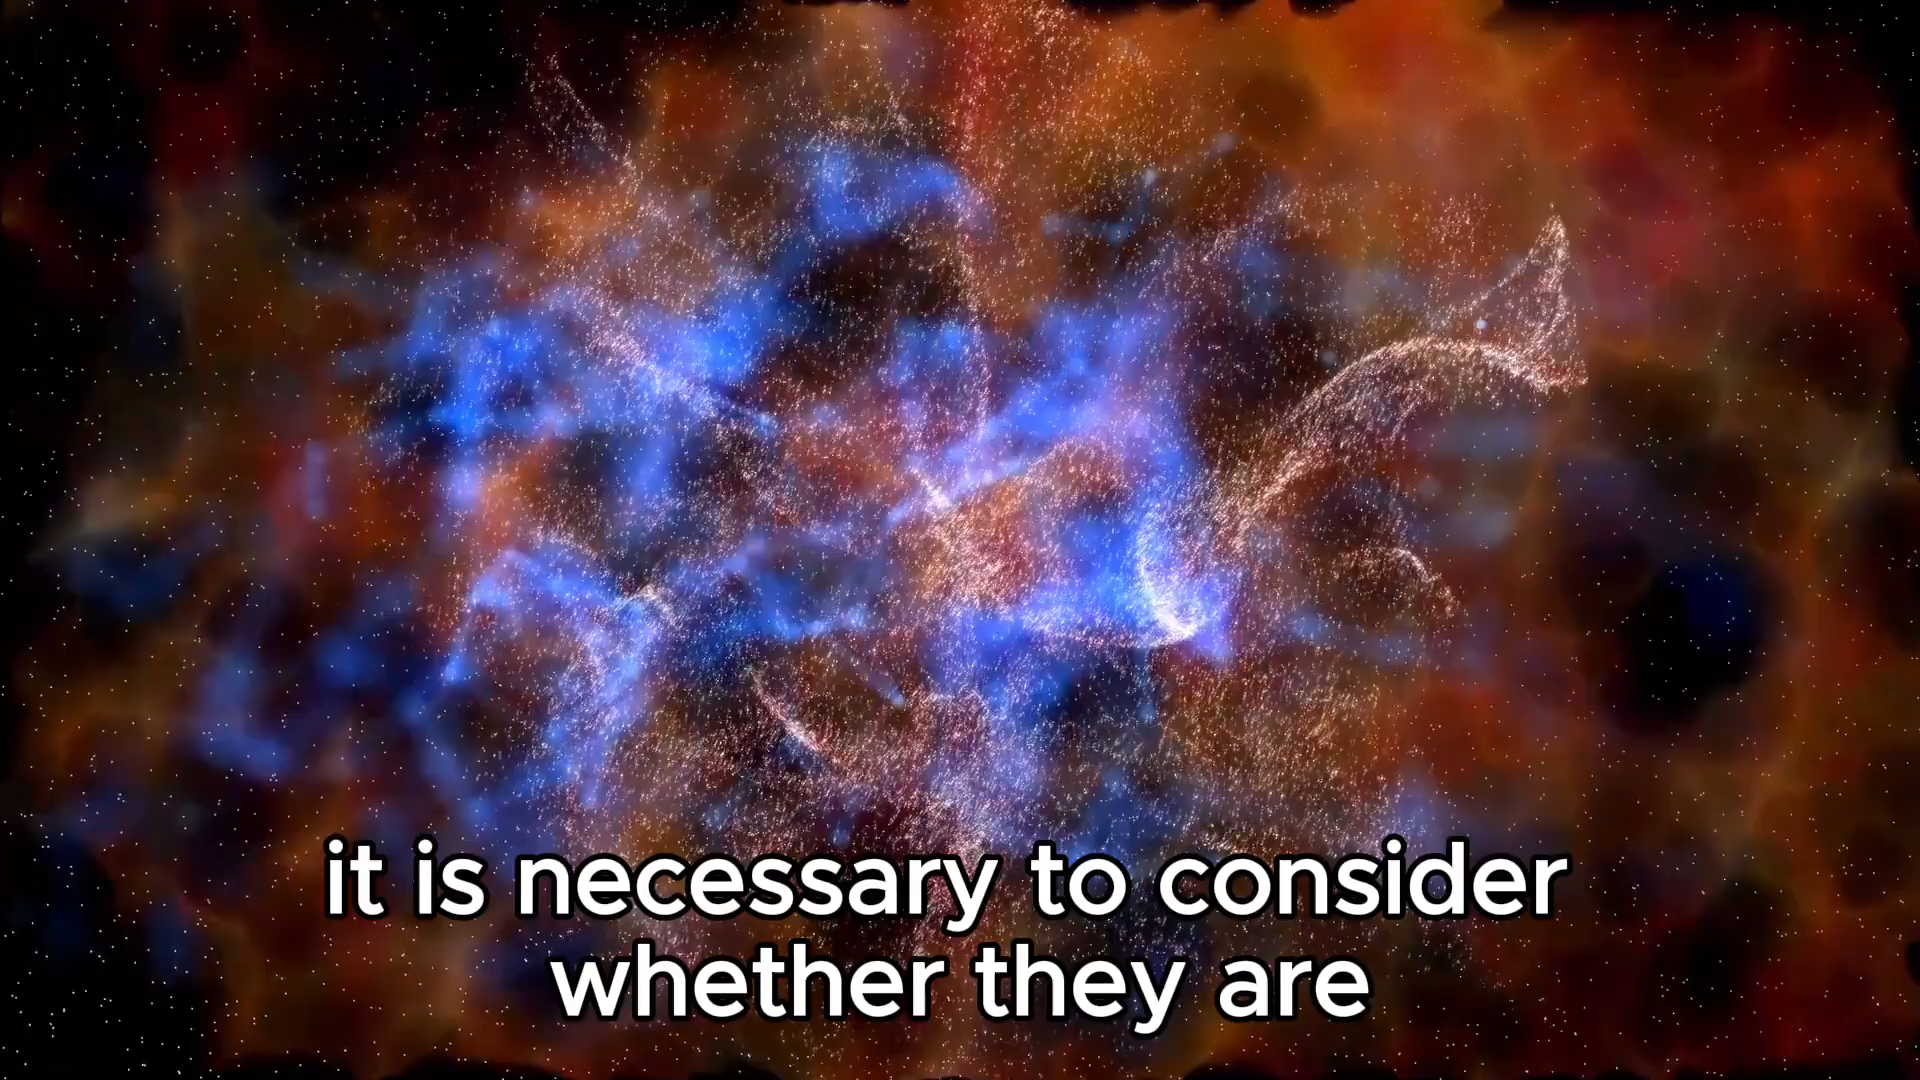 it is necessary to consider
whether they are